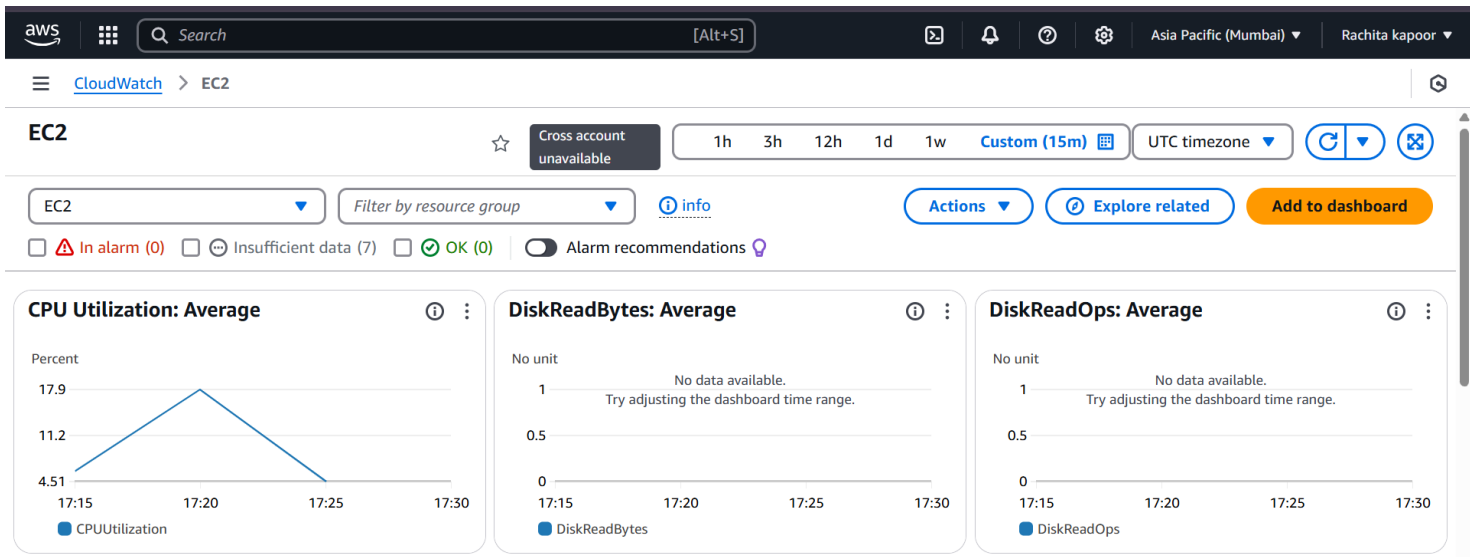 aws
Search [Alt+S]
Asia Pacific (Mumbai)
Rachita kapoor
CloudWatch > EC2
EC2
Cross account
unavailable
1h 3h 12h 1d 1w Custom (15m)
UTC timezone
EC2
Filter by resource group
info
Actions
Explore related
Add to dashboard
In alarm (0) Insufficient data (7) OK (0) Alarm recommendations
CPU Utilization: Average
Percent
17.9
11.2
4.51
17:15 17:20 17:25 17:30
CPUUtilization
DiskReadBytes: Average
No unit
No data available.
Try adjusting the dashboard time range.
1
0.5
0
17:15 17:20 17:25 17:30
DiskReadBytes
DiskReadOps: Average
No unit
No data available.
Try adjusting the dashboard time range.
1
0.5
0
17:15 17:20 17:25 17:30
DiskReadOps